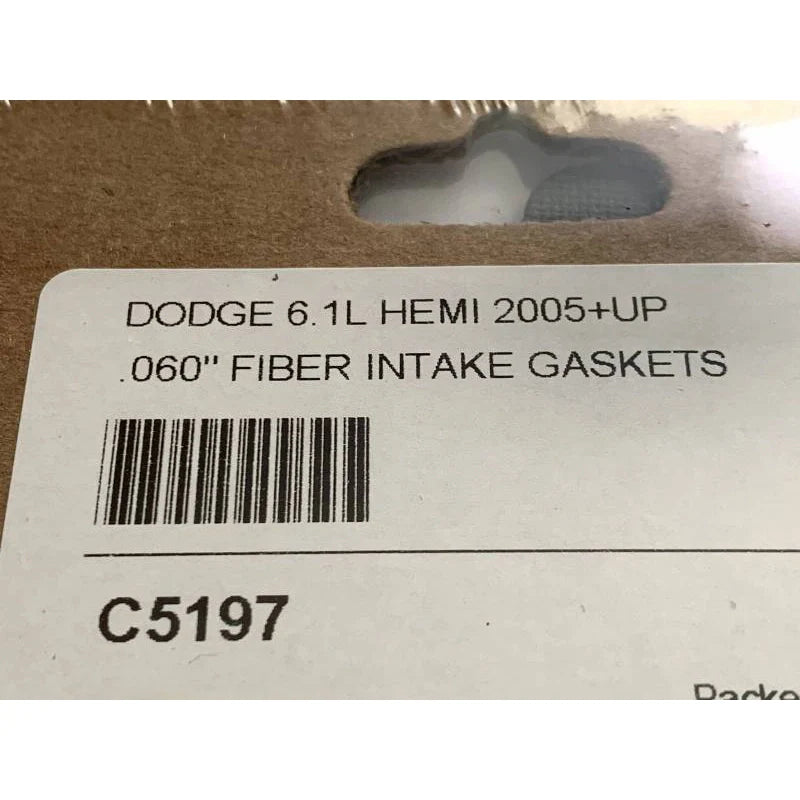 DODGE 6.1L HEMI 2005+UP
.060" FIBER INTAKE GASKETS
C5197